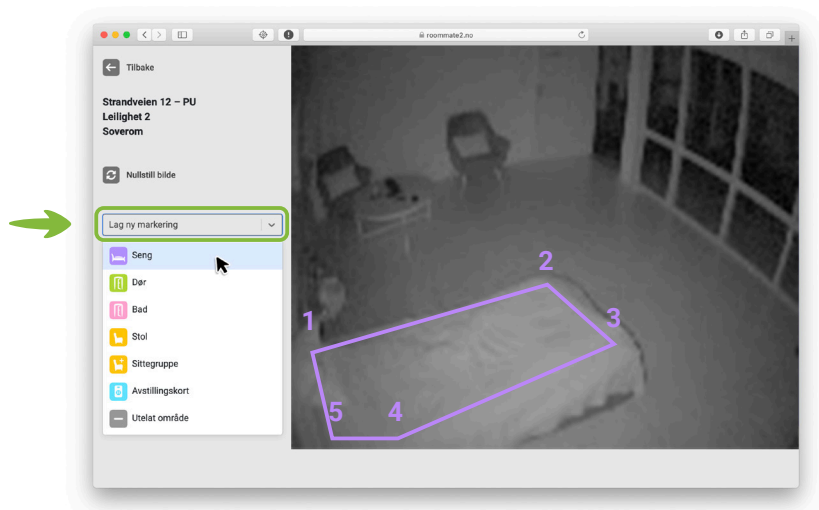 roommate2.no
Tilbake
Strandveien 12 – PU
Leilighet 2
Soverom
Nullstill bilde
Lag ny markering
Seng
Dør
Bad
Stol
Sittegruppe
Avstillingskort
Utelat område
1
2
3
4
5